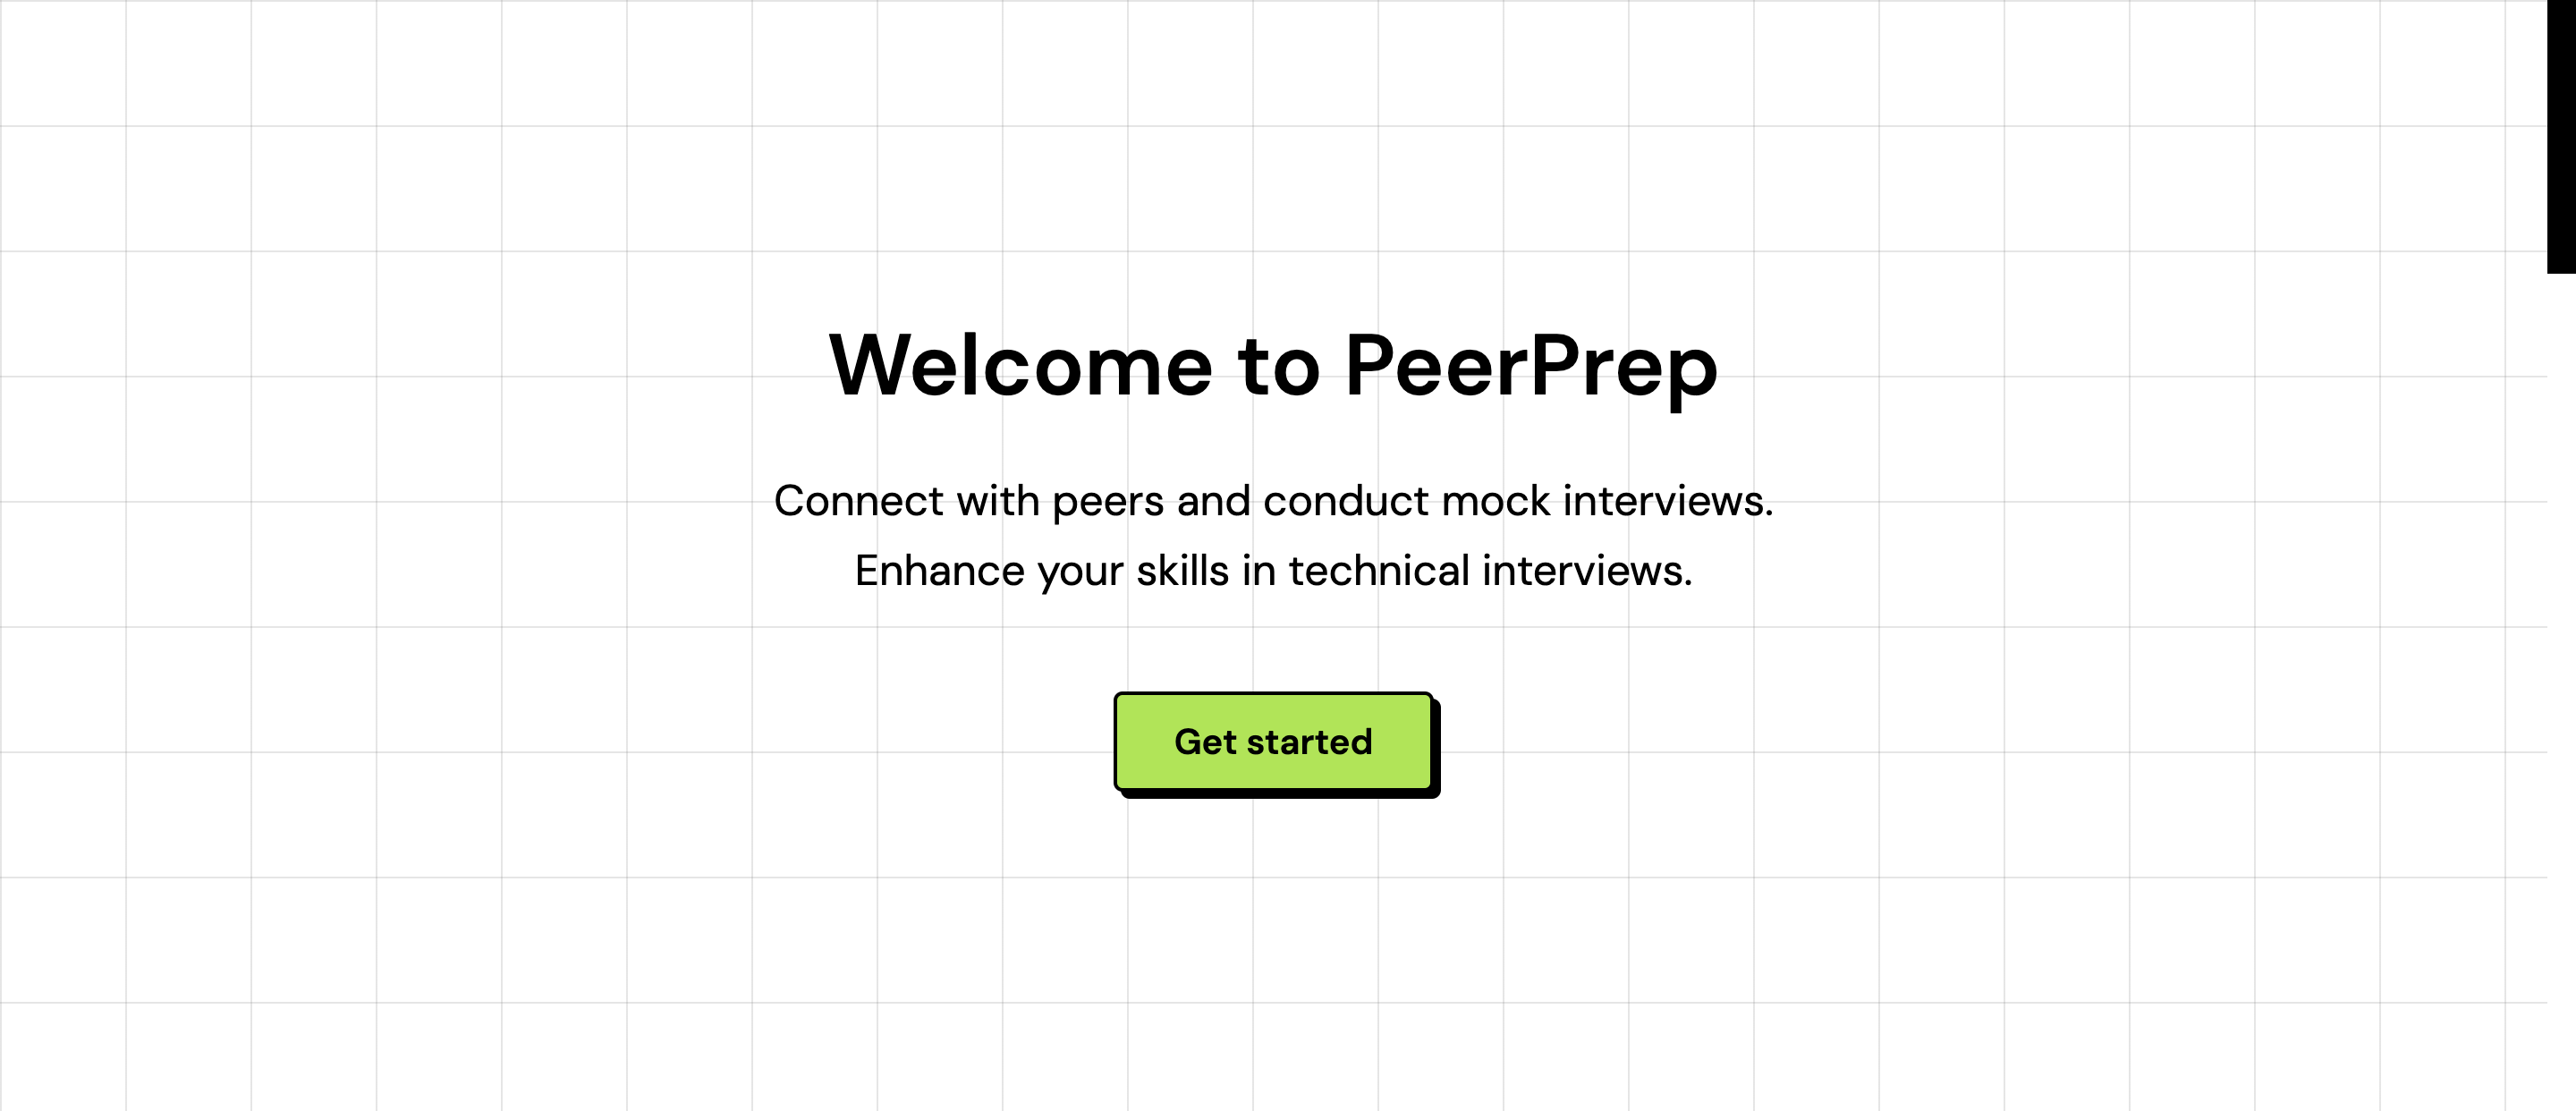 Welcome to PeerPrep
Connect with peers and conduct mock interviews.
Enhance your skills in technical interviews.
Get started